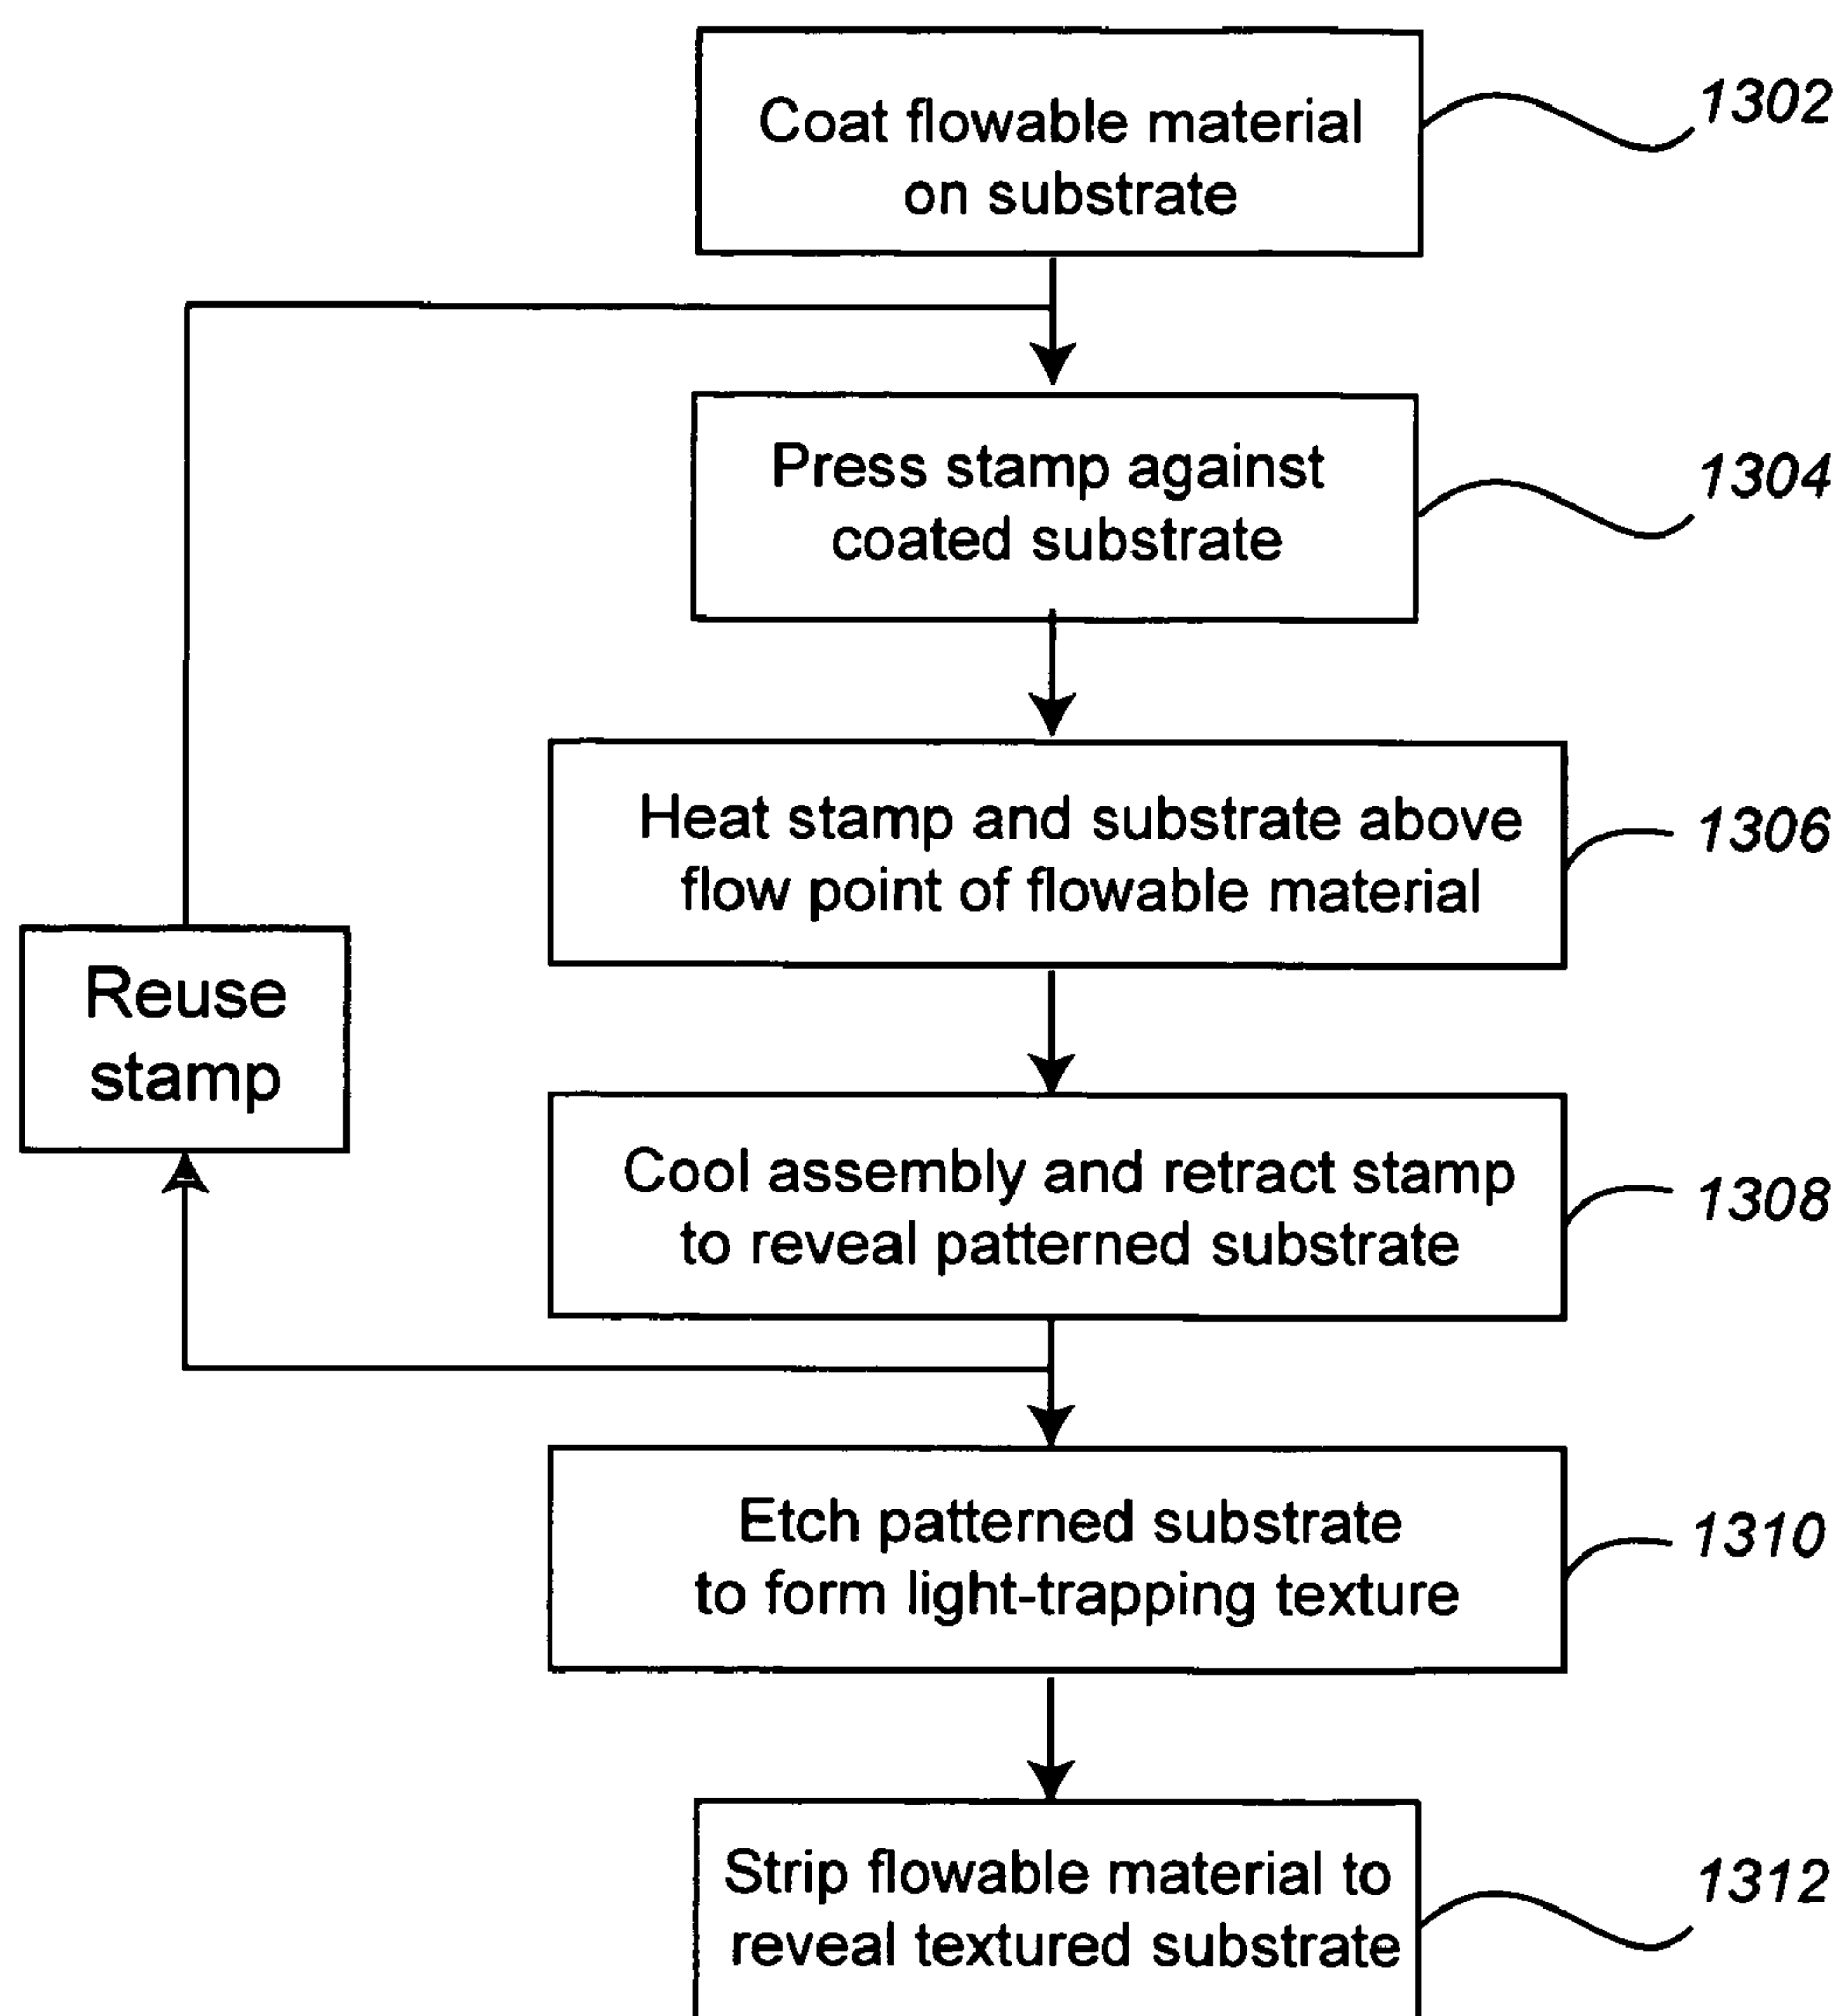 Coat flowable material
on substrate
1302
Press stamp against
coated substrate
1304
Heat stamp and substrate above
flow point of flowable material
1306
Reuse
stamp
Cool assembly and retract stamp
to reveal patterned substrate
1308
Etch patterned substrate
to form light-trapping texture
1310
Strip flowable material to
reveal textured substrate
1312